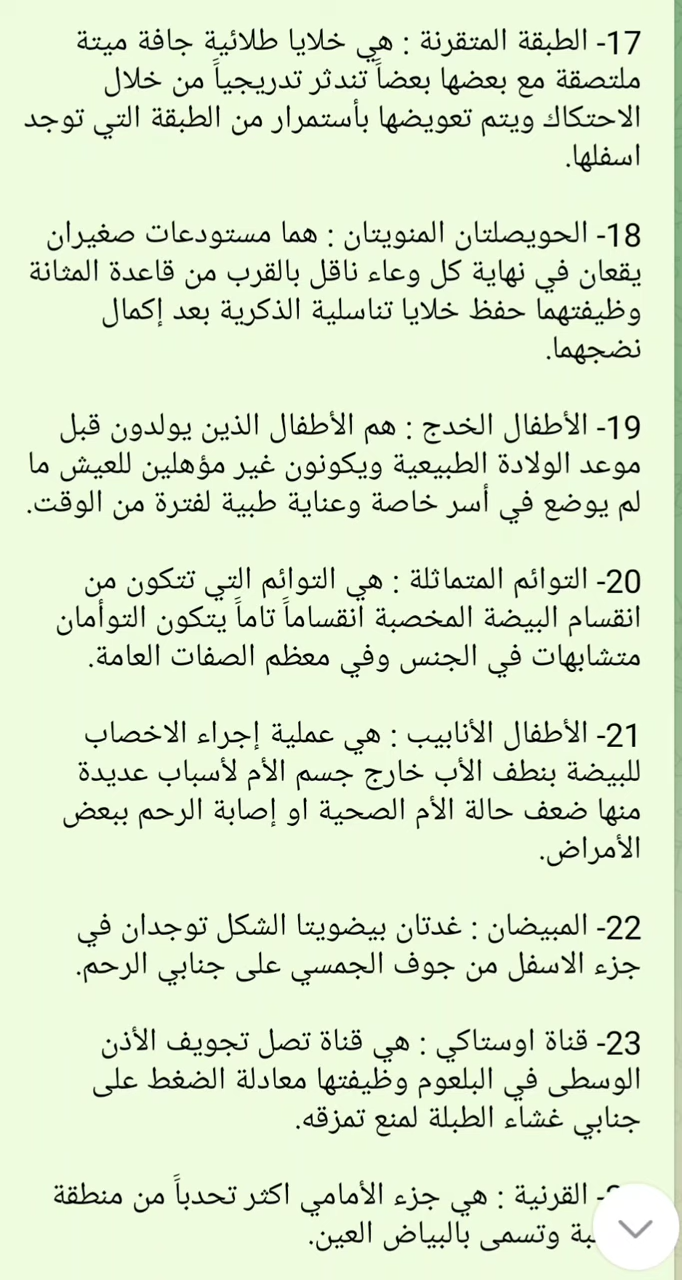 17- الطبقة المتقرنة : هي خلايا طلائية جافة ميتة
ملتصقة مع بعضها بعضاً تندثر تدريجياً من خلال
الاحتكاك ويتم تعويضها بأستمرار من الطبقة التي توجد
اسفلها.
18- الحويصلتان المنويتان : هما مستودعات صغيران
يقعان في نهاية كل وعاء ناقل بالقرب من قاعدة المثانة
وظيفتهما حفظ خلايا تناسلية الذكرية بعد إكمال
نضجهما.
19- الأطفال الخدج : هم الأطفال الذين يولدون قبل
موعد الولادة الطبيعية ويكونون غير مؤهلين للعيش ما
لم يوضع في أسر خاصة وعناية طبية لفترة من الوقت.
20- التوائم المتماثلة : هي التوائم التي تتكون من
انقسام البيضة المخصبة انقساماً تاماً يتكون التوأمان
متشابهات في الجنس وفي معظم الصفات العامة.
21- الأطفال الأنابيب : هي عملية إجراء الاخصاب
للبيضة بنطف الأب خارج جسم الأم لأسباب عديدة
منها ضعف حالة الأم الصحية او إصابة الرحم ببعض
الأمراض.
22- المبيضان : غدتان بيضويتا الشكل توجدان في
جزء الاسفل من جوف الجمسي على جنابي الرحم.
23- قناة اوستاكي : هي قناة تصل تجويف الأذن
الوسطى في البلعوم وظيفتها معادلة الضغط على
جنابي غشاء الطبلة لمنع تمزقه.
القرنية : هي جزء الأمامي اكثر تحدباً من منطقة
وتسمى بالبياض العين.